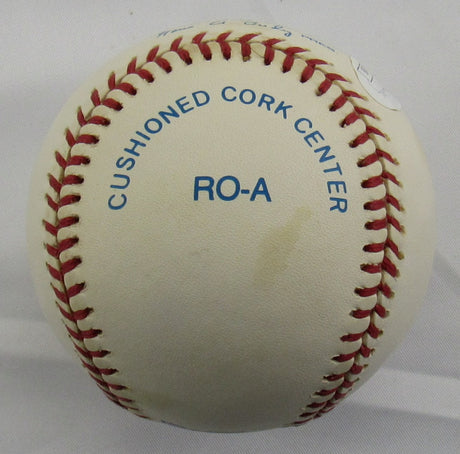 CUSHIONED CORK CENTER
RO-A